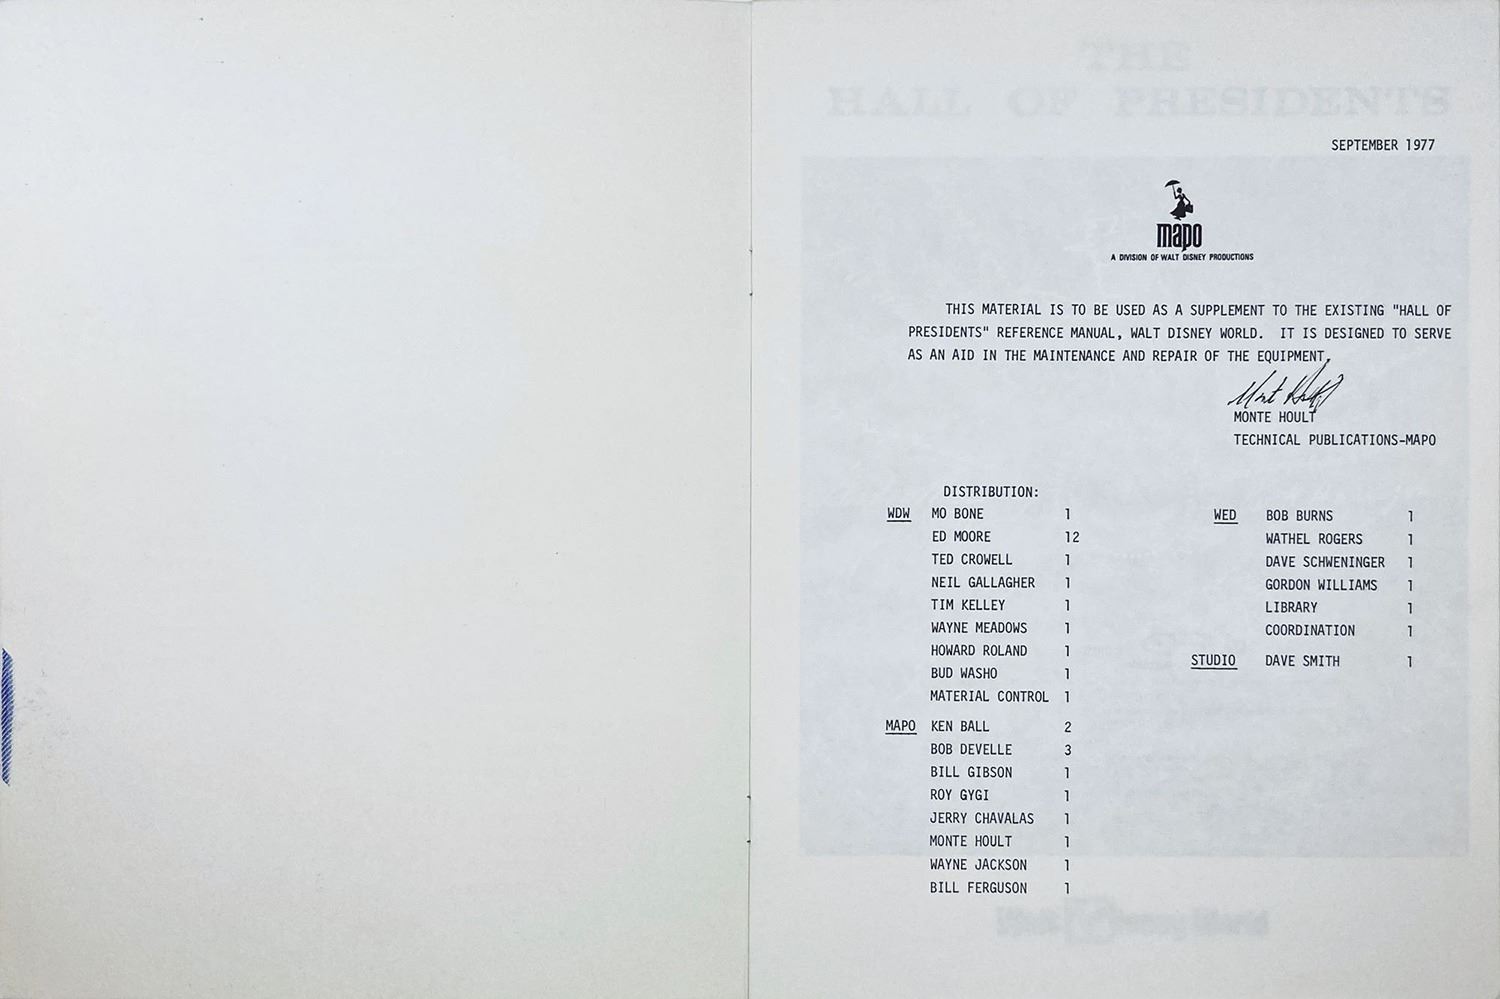 THE
HALL OF PRESIDENTS
SEPTEMBER 1977
mapo
A DIVISION OF WALT DISNEY PRODUCTIONS
THIS MATERIAL IS TO BE USED AS A SUPPLEMENT TO THE EXISTING "HALL OF
PRESIDENTS" REFERENCE MANUAL, WALT DISNEY WORLD. IT IS DESIGNED TO SERVE
AS AN AID IN THE MAINTENANCE AND REPAIR OF THE EQUIPMENT.
Mont Hoult
MONTE HOULT
TECHNICAL PUBLICATIONS-MAPO
DISTRIBUTION:
WDW MO BONE 1
ED MOORE 12
TED CROWELL 1
NEIL GALLAGHER 1
TIM KELLEY 1
WAYNE MEADOWS 1
HOWARD ROLAND 1
BUD WASHO 1
MATERIAL CONTROL 1
MAPO KEN BALL 2
BOB DEVELLE 3
BILL GIBSON 1
ROY GYGI 1
JERRY CHAVALAS 1
MONTE HOULT 1
WAYNE JACKSON 1
BILL FERGUSON 1
WED BOB BURNS 1
WATHEL ROGERS 1
DAVE SCHWENINGER 1
GORDON WILLIAMS 1
LIBRARY 1
COORDINATION 1
STUDIO DAVE SMITH 1
Walt Disney World